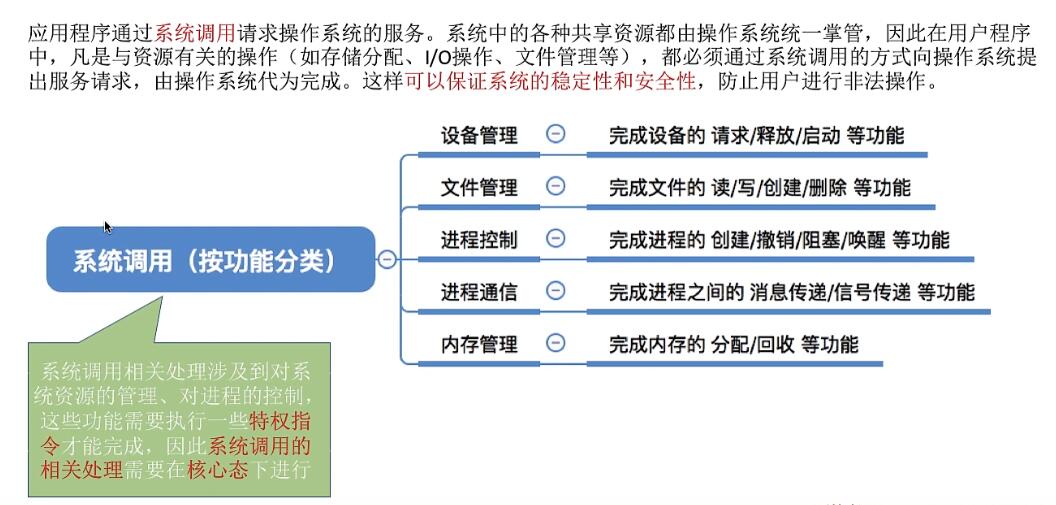 应用程序通过系统调用请求操作系统的服务。系统中的各种共享资源都由操作系统统一掌管，因此在用户程序
中，凡是与资源有关的操作（如存储分配、I/O操作、文件管理等），都必须通过系统调用的方式向操作系统提
出服务请求，由操作系统代为完成。这样可以保证系统的稳定性和安全性，防止用户进行非法操作。
设备管理 完成设备的 请求/释放/启动 等功能
文件管理 完成文件的 读/写/创建/删除 等功能
进程控制 完成进程的 创建/撤销/阻塞/唤醒 等功能
系统调用（按功能分类）
进程通信 完成进程之间的 消息传递/信号传递 等功能
内存管理 完成内存的 分配/回收 等功能
系统调用相关处理涉及到对系
统资源的管理、对进程的控制，
这些功能需要执行一些特权指
令才能完成，因此系统调用的
相关处理需要在核心态下进行